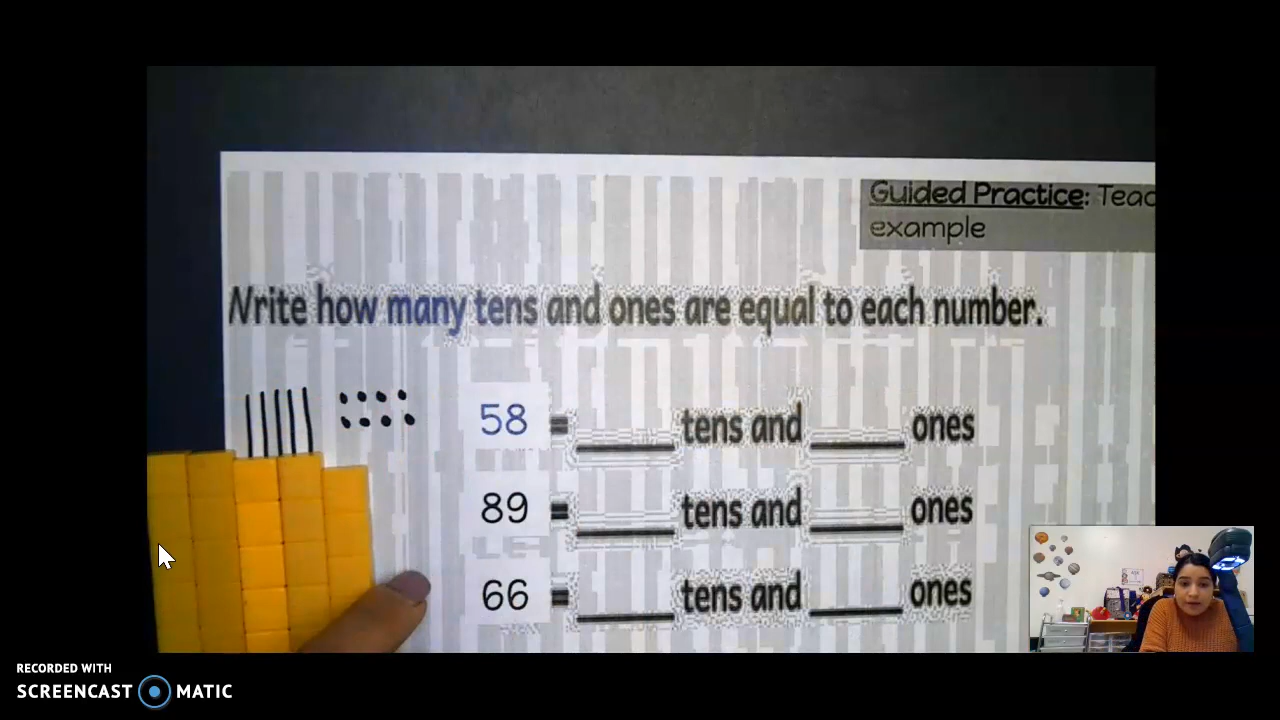 Guided Practice: Teac
example
Write how many tens and ones are equal to each number.
58 = ____ tens and ____ ones
89 = ____ tens and ____ ones
66 = ____ tens and ____ ones
RECORDED WITH
SCREENCAST MATIC